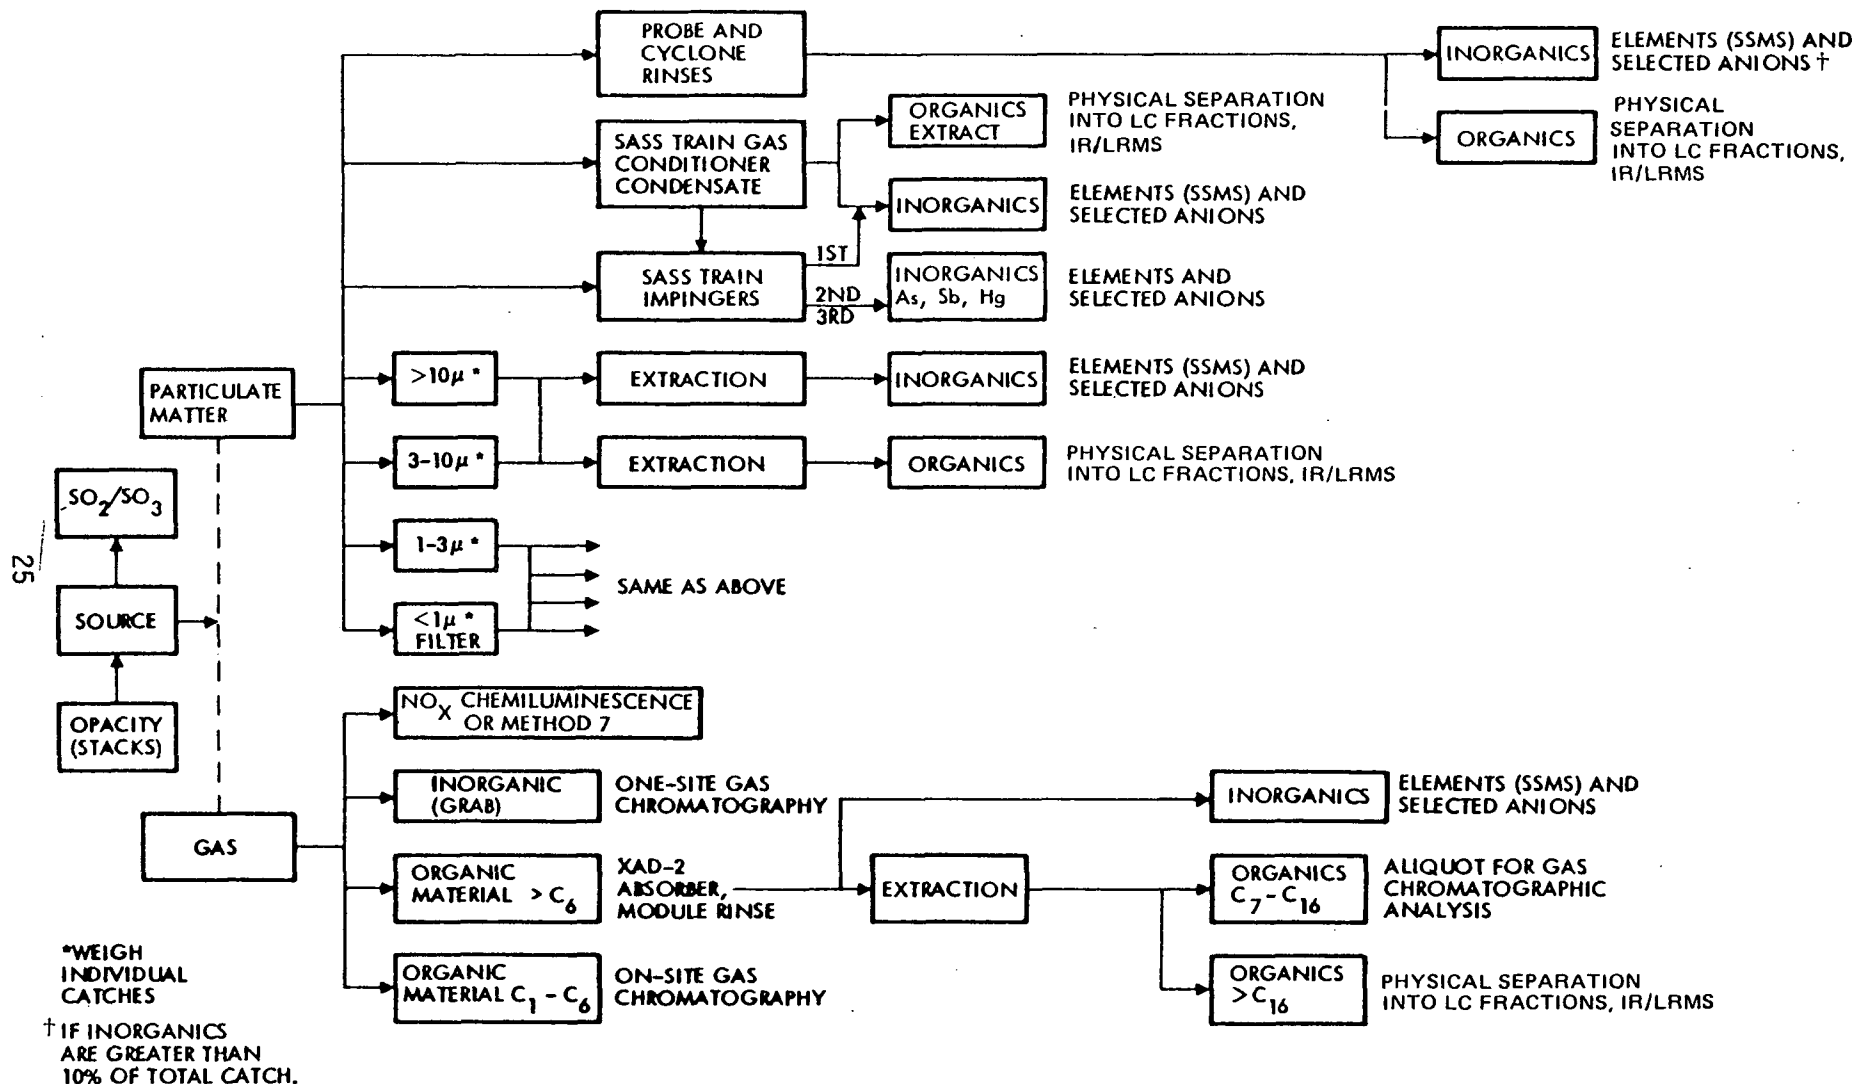 PROBE AND
CYCLONE
RINSES
INORGANICS
ELEMENTS (SSMS) AND
SELECTED ANIONS †
ORGANICS
PHYSICAL
SEPARATION
INTO LC FRACTIONS,
IR/LRMS
SASS TRAIN GAS
CONDITIONER
CONDENSATE
ORGANICS
EXTRACT
PHYSICAL SEPARATION
INTO LC FRACTIONS,
IR/LRMS
INORGANICS
ELEMENTS (SSMS) AND
SELECTED ANIONS
SASS TRAIN
IMPINGERS
1ST
2ND
3RD
INORGANICS
As, Sb, Hg
ELEMENTS AND
SELECTED ANIONS
PARTICULATE
MATTER
>10µ *
EXTRACTION
INORGANICS
ELEMENTS (SSMS) AND
SELECTED ANIONS
3-10µ *
EXTRACTION
ORGANICS
PHYSICAL SEPARATION
INTO LC FRACTIONS, IR/LRMS
1-3µ *
<1µ *
FILTER
SAME AS ABOVE
SO2/SO3
SOURCE
OPACITY
(STACKS)
25
GAS
NOX CHEMILUMINESCENCE
OR METHOD 7
INORGANIC
(GRAB)
ONE-SITE GAS
CHROMATOGRAPHY
ORGANIC
MATERIAL >C6
XAD-2
ABSORBER,
MODULE RINSE
EXTRACTION
INORGANICS
ELEMENTS (SSMS) AND
SELECTED ANIONS
ORGANICS
C7-C16
ALIQUOT FOR GAS
CHROMATOGRAPHIC
ANALYSIS
ORGANICS
>C16
PHYSICAL SEPARATION
INTO LC FRACTIONS, IR/LRMS
ORGANIC
MATERIAL C1 - C6
ON-SITE GAS
CHROMATOGRAPHY
*WEIGH
INDIVIDUAL
CATCHES
† IF INORGANICS
ARE GREATER THAN
10% OF TOTAL CATCH.